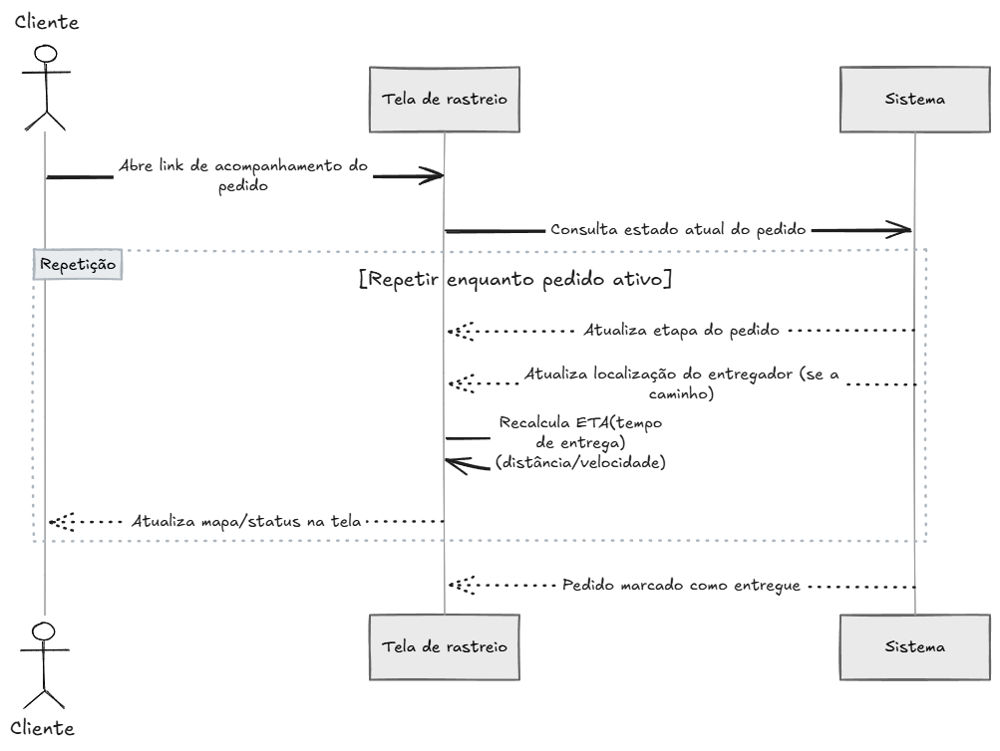 Cliente
Tela de rastreio
Sistema
Abre link de acompanhamento do
pedido
Consulta estado atual do pedido
Repetição
[Repetir enquanto pedido ativo]
Atualiza etapa do pedido
Atualiza localização do entregador (se a
caminho)
Recalcula ETA(tempo
de entrega)
(distância/velocidade)
Atualiza mapa/status na tela
Pedido marcado como entregue
Tela de rastreio
Sistema
Cliente